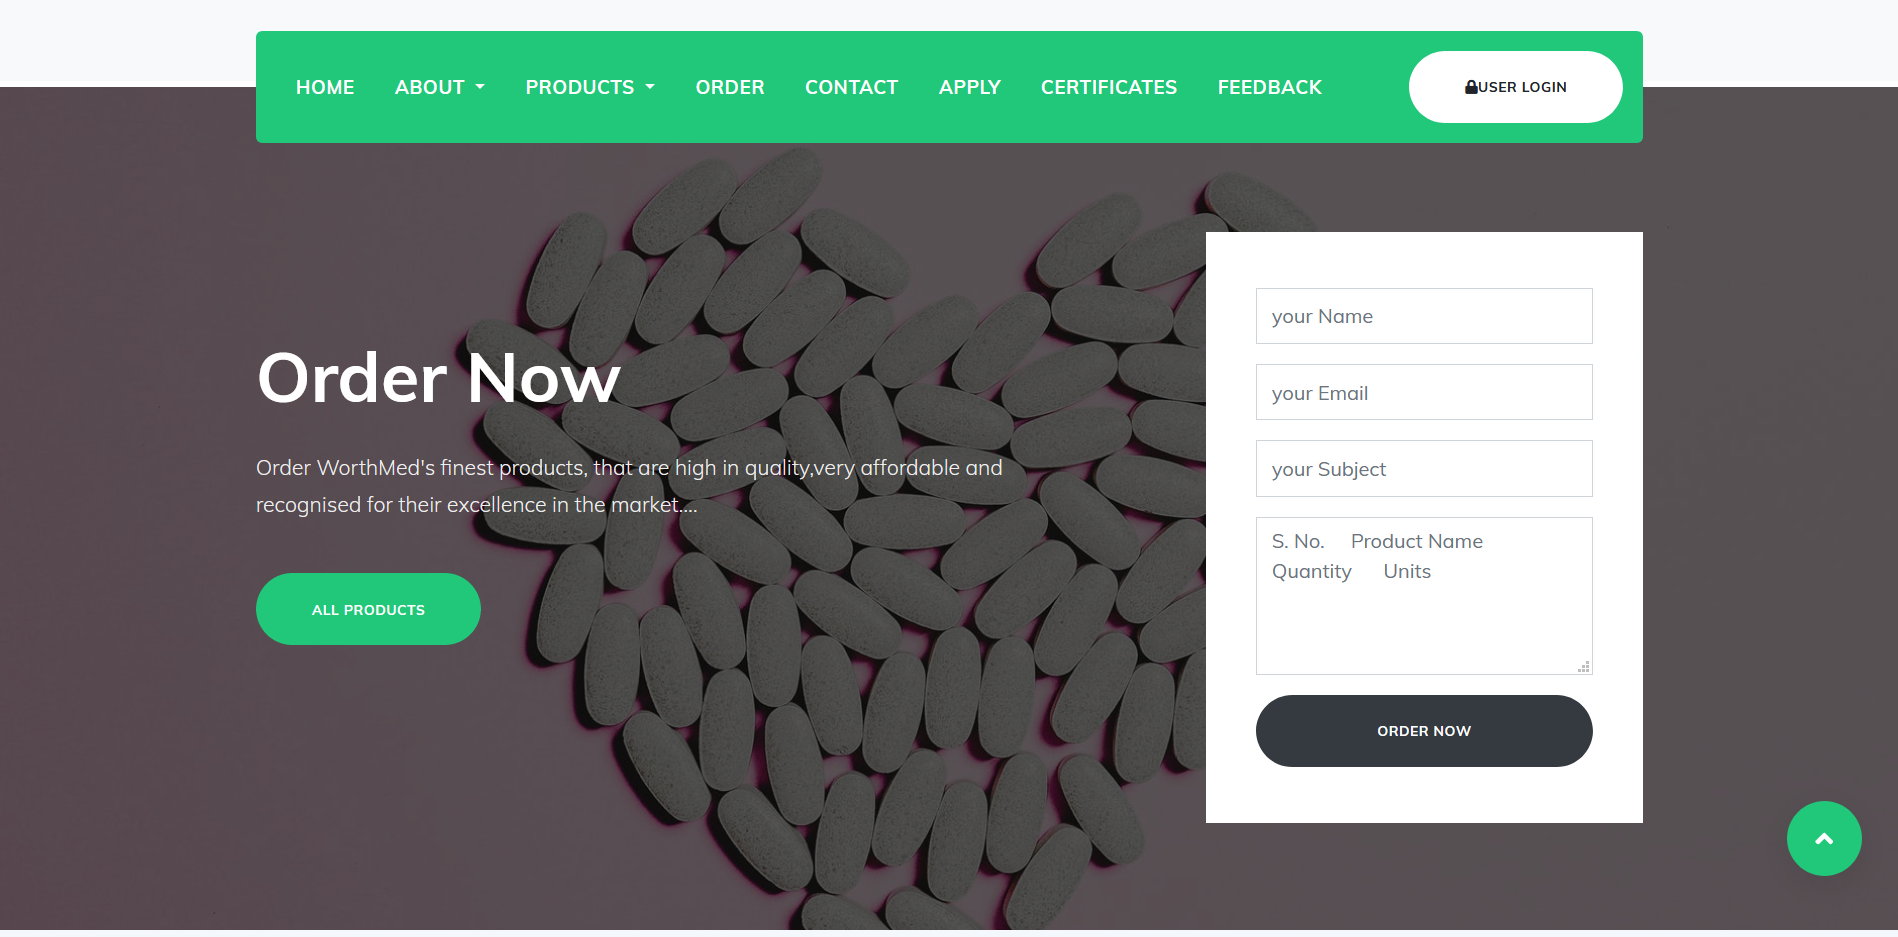 HOME ABOUT PRODUCTS ORDER CONTACT APPLY CERTIFICATES FEEDBACK USER LOGIN
Order Now
Order WorthMed's finest products, that are high in quality,very affordable and
recognised for their excellence in the market....
ALL PRODUCTS
your Name
your Email
your Subject
S. No. Product Name
Quantity Units
ORDER NOW